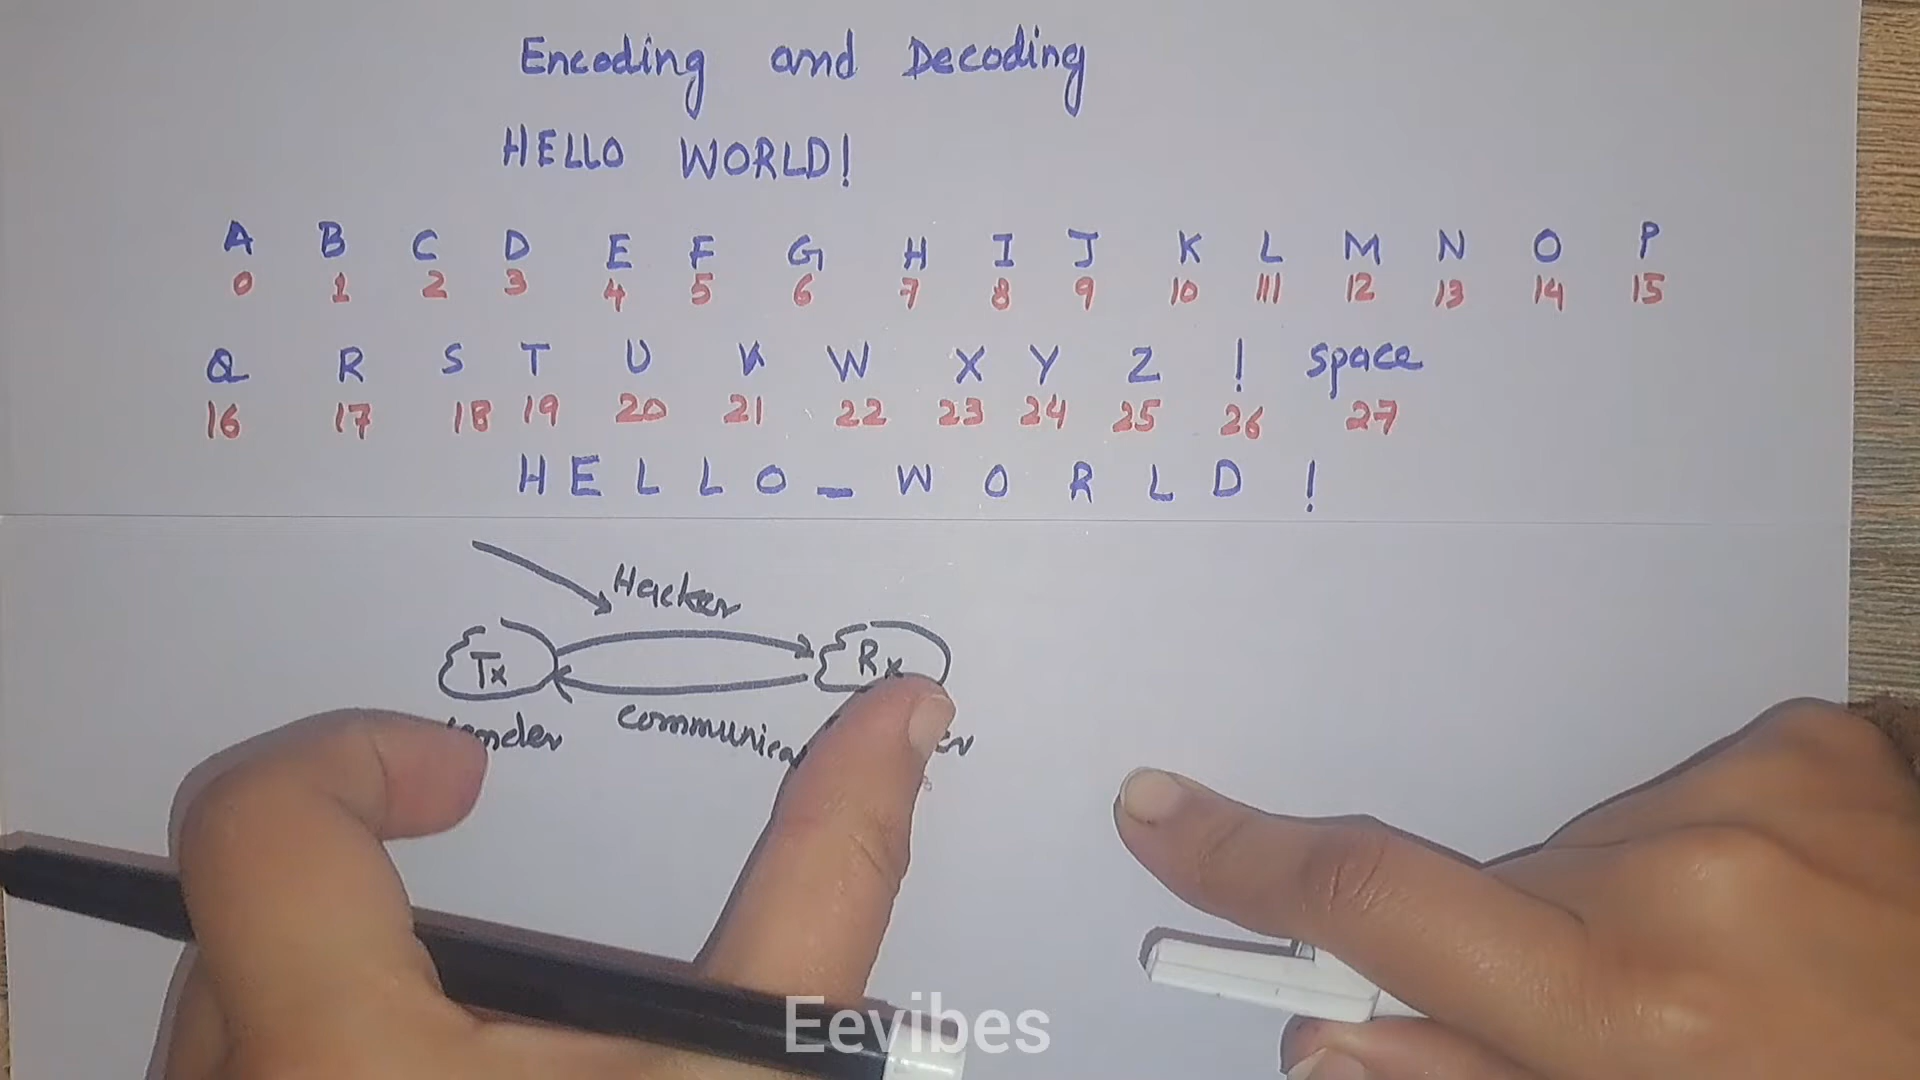 Encoding and Decoding
HELLO WORLD!
A B C D E F G H I J K L M N O P
0 1 2 3 4 5 6 7 8 9 10 11 12 13 14 15
Q R S T U V W X Y Z ! space
16 17 18 19 20 21 22 23 24 25 26 27
H E L L O _ W O R L D !
Hacker
Tx Rx
Eevibes